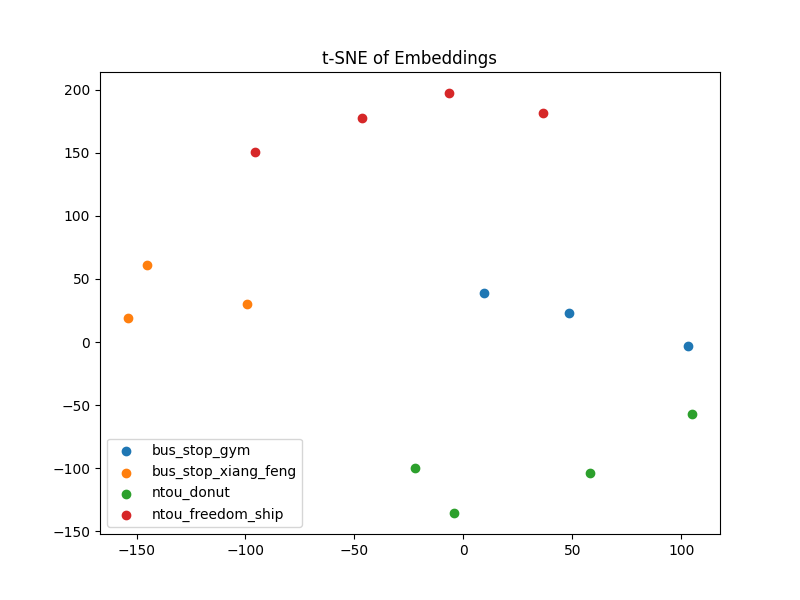 t-SNE of Embeddings
200
150
100
50
0
−50
−100
−150
−150
−100
−50
0
50
100
bus_stop_gym
bus_stop_xiang_feng
ntou_donut
ntou_freedom_ship